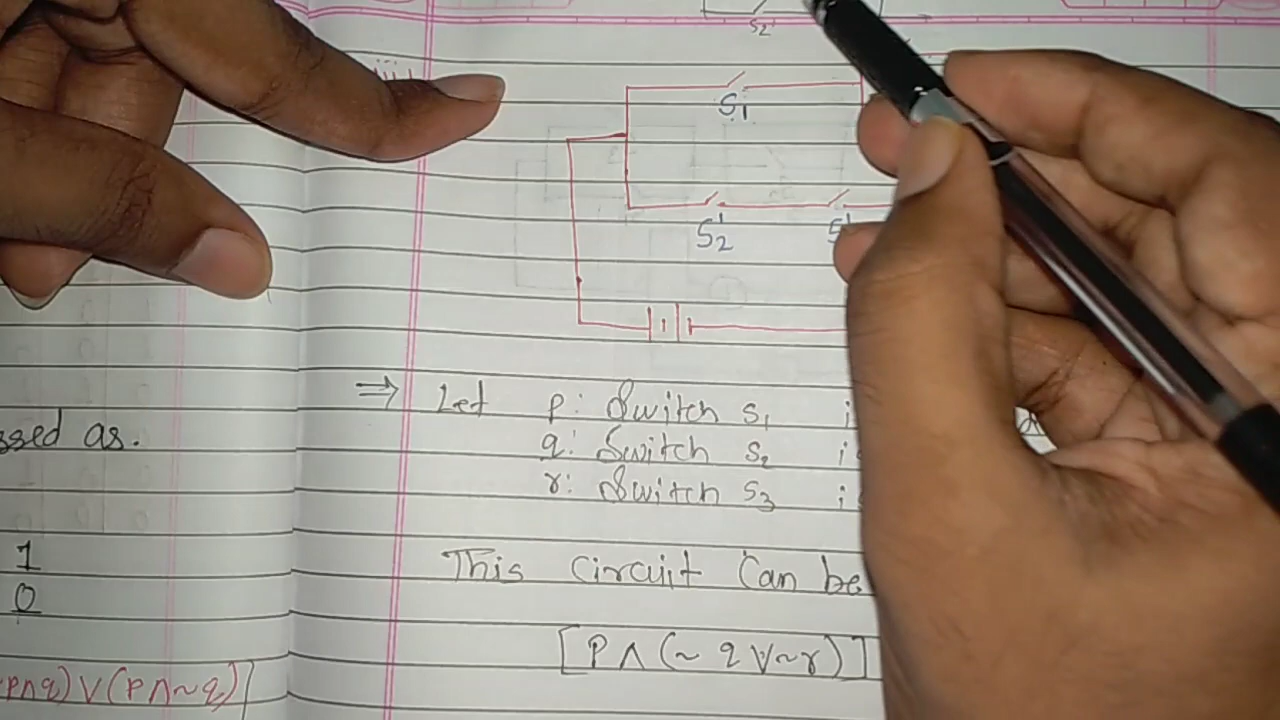 S2'
S1
S2'
⇒ Let p: Switch S1 i
ssed as.
q: Switch S2 i
r: Switch S3 i
1
This Circuit Can be
0
[P∧(~q∨~r)]
p∧q)∨(p∧~q)]